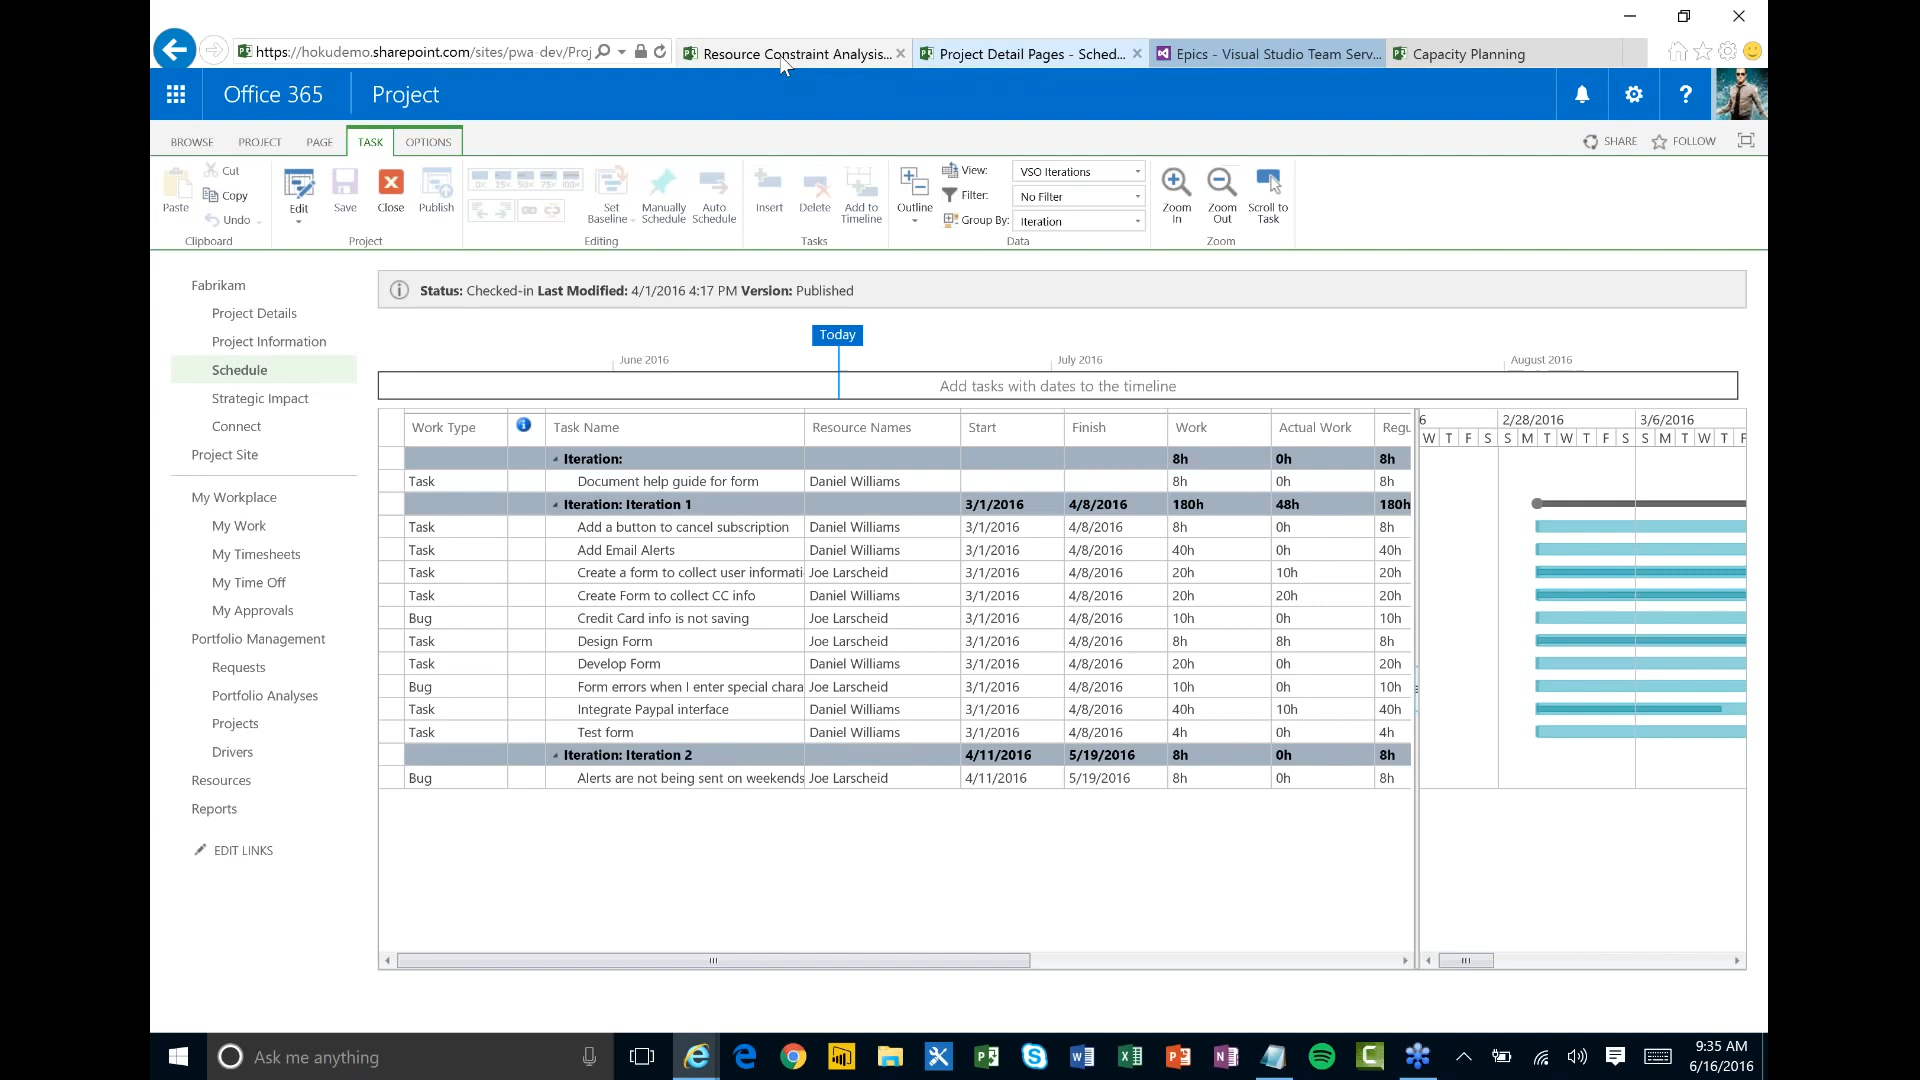 https://hokudemo.sharepoint.com/sites/pwa-dev/Proj
Resource Constraint Analysis...
Project Detail Pages - Sched...
Epics - Visual Studio Team Serv...
Capacity Planning
Office 365
Project
?
BROWSE PROJECT PAGE TASK OPTIONS
SHARE FOLLOW
Paste
Cut
Copy
Undo
Clipboard
Edit
Save
Close
Publish
Project
0% 25% 50% 75% 100%
Set Baseline
Manually Schedule
Auto Schedule
Editing
Insert
Delete
Add to Timeline
Tasks
Outline
View: VSO Iterations
Filter: No Filter
Group By: Iteration
Data
Zoom In
Zoom Out
Scroll to Task
Zoom
Fabrikam
Project Details
Project Information
Schedule
Strategic Impact
Connect
Project Site
My Workplace
My Work
My Timesheets
My Time Off
My Approvals
Portfolio Management
Requests
Portfolio Analyses
Projects
Drivers
Resources
Reports
EDIT LINKS
Status: Checked-in Last Modified: 4/1/2016 4:17 PM Version: Published
Today
June 2016 July 2016 August 2016
Add tasks with dates to the timeline
Work Type Task Name Resource Names Start Finish Work Actual Work Regu
Iteration: 8h 0h 8h
Task Document help guide for form Daniel Williams 8h 0h 8h
Iteration: Iteration 1 3/1/2016 4/8/2016 180h 48h 180h
Task Add a button to cancel subscription Daniel Williams 3/1/2016 4/8/2016 8h 0h 8h
Task Add Email Alerts Daniel Williams 3/1/2016 4/8/2016 40h 0h 40h
Task Create a form to collect user informati Joe Larscheid 3/1/2016 4/8/2016 20h 10h 20h
Task Create Form to collect CC info Daniel Williams 3/1/2016 4/8/2016 20h 20h 20h
Bug Credit Card info is not saving Joe Larscheid 3/1/2016 4/8/2016 10h 0h 10h
Task Design Form Joe Larscheid 3/1/2016 4/8/2016 8h 8h 8h
Task Develop Form Daniel Williams 3/1/2016 4/8/2016 20h 0h 20h
Bug Form errors when I enter special chara Joe Larscheid 3/1/2016 4/8/2016 10h 0h 10h
Task Integrate Paypal interface Daniel Williams 3/1/2016 4/8/2016 40h 10h 40h
Task Test form Daniel Williams 3/1/2016 4/8/2016 4h 0h 4h
Iteration: Iteration 2 4/11/2016 5/19/2016 8h 0h 8h
Bug Alerts are not being sent on weekends Joe Larscheid 4/11/2016 5/19/2016 8h 0h 8h
6 2/28/2016 3/6/2016
W T F S S M T W T F S S M T W T F
Ask me anything
9:35 AM
6/16/2016